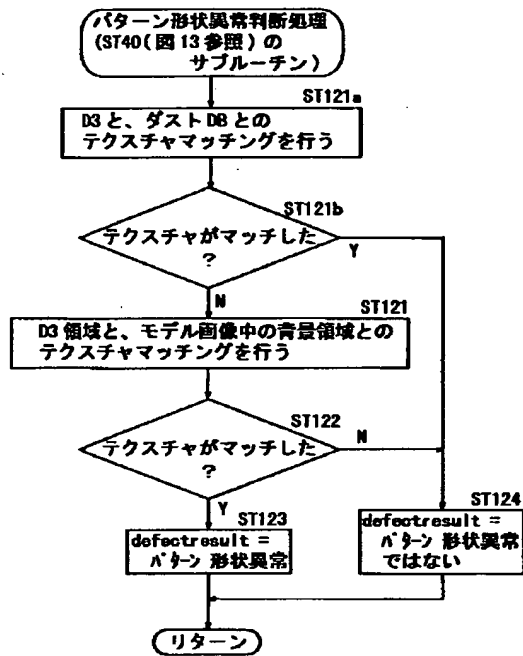 パターン形状異常判断処理
(ST40(図13参照)の
サブルーチン)
ST121a
D3と、ダストDBとの
テクスチャマッチングを行う
ST121b
テクスチャがマッチした
?
Y
N
ST121
D3領域と、モデル画像中の背景領域との
テクスチャマッチングを行う
ST122
テクスチャがマッチした
?
N
Y
ST123
defectresult =
パターン 形状異常
ST124
defectresult =
パターン 形状異常
ではない
リターン